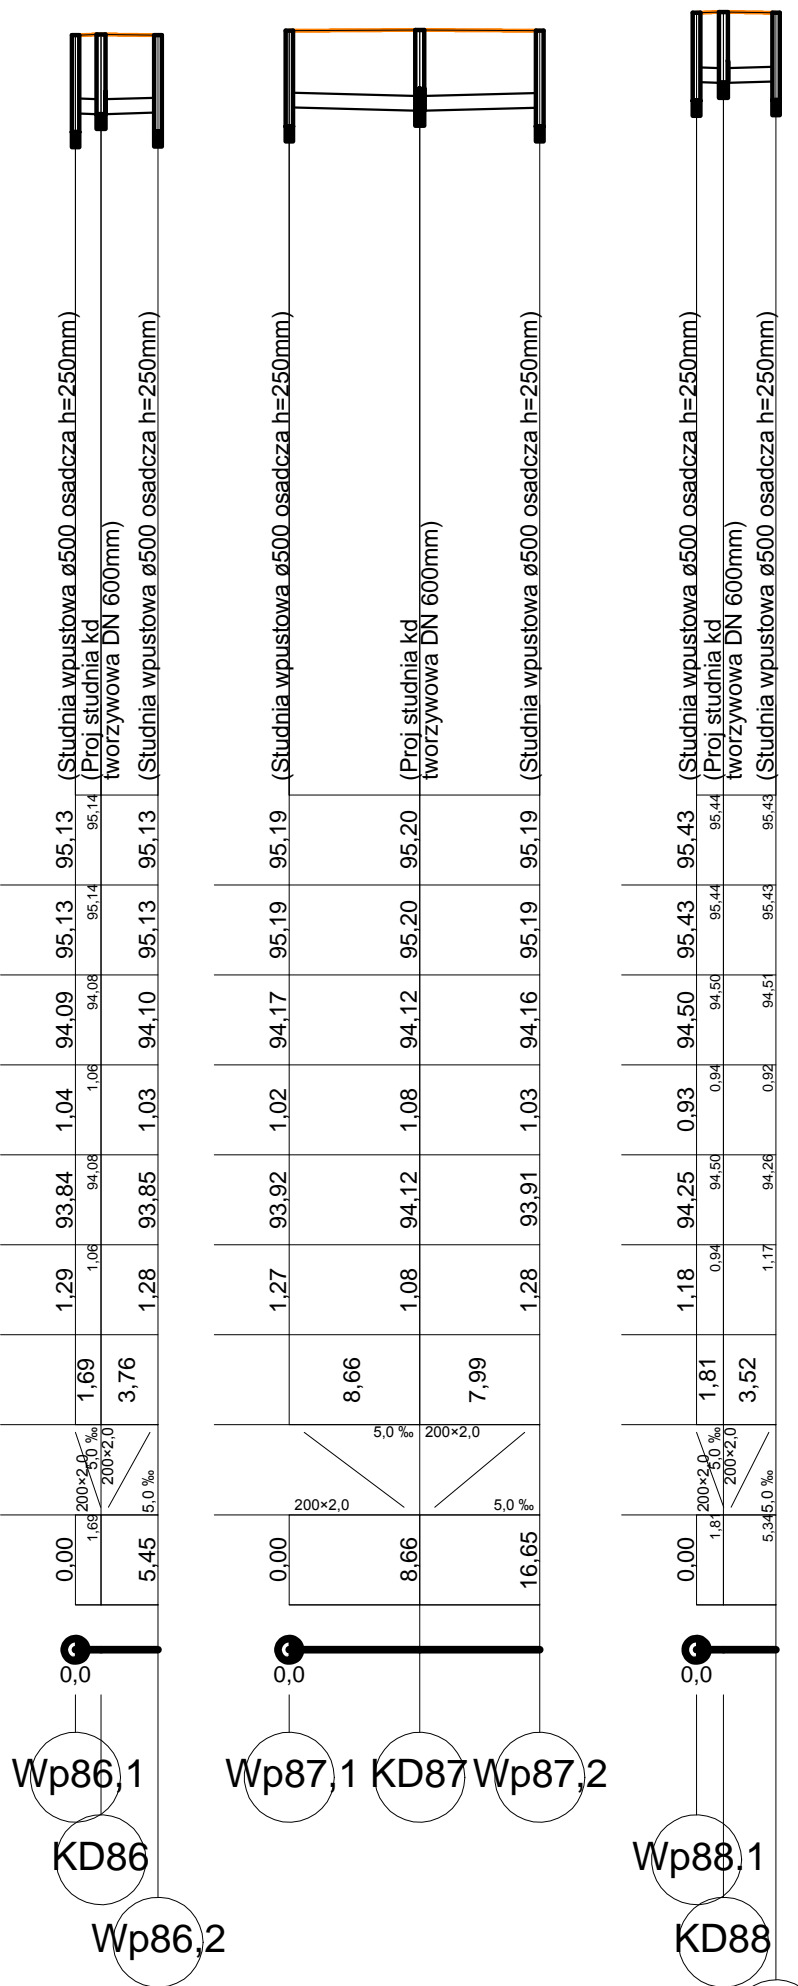 (Studnia wpustowa ø500 osadcza h=250mm)
(Proj studnia kd
tworzywowa DN 600mm)
(Studnia wpustowa ø500 osadcza h=250mm)
(Studnia wpustowa ø500 osadcza h=250mm)
(Proj studnia kd
tworzywowa DN 600mm)
(Studnia wpustowa ø500 osadcza h=250mm)
(Studnia wpustowa ø500 osadcza h=250mm)
(Proj studnia kd
tworzywowa DN 600mm)
(Studnia wpustowa ø500 osadcza h=250mm)
95,13 95,14 95,13 95,19 95,20 95,19 95,43 95,44 95,43
95,13 95,14 95,13 95,19 95,20 95,19 95,43 95,44 95,43
94,09 94,08 94,10 94,17 94,12 94,16 94,50 94,50 94,51
1,04 1,06 1,03 1,02 1,08 1,03 0,93 0,94 0,92
93,84 94,08 93,85 93,92 94,12 93,91 94,25 94,50 94,26
1,29 1,06 1,28 1,27 1,08 1,28 1,18 0,94 1,17
1,69 3,76 8,66 7,99 1,81 3,52
200×2,0 5,0 ‰ 200×2,0 5,0 ‰
200×2,0 5,0 ‰ 200×2,0 5,0 ‰
200×2,0 5,0 ‰ 200×2,0 5,0 ‰
0,00 1,69 5,45 0,00 8,66 16,65 0,00 1,81 5,34
0,0 0,0 0,0
Wp86,1 Wp87,1 KD87 Wp87,2
KD86 Wp88.1
Wp86,2 KD88